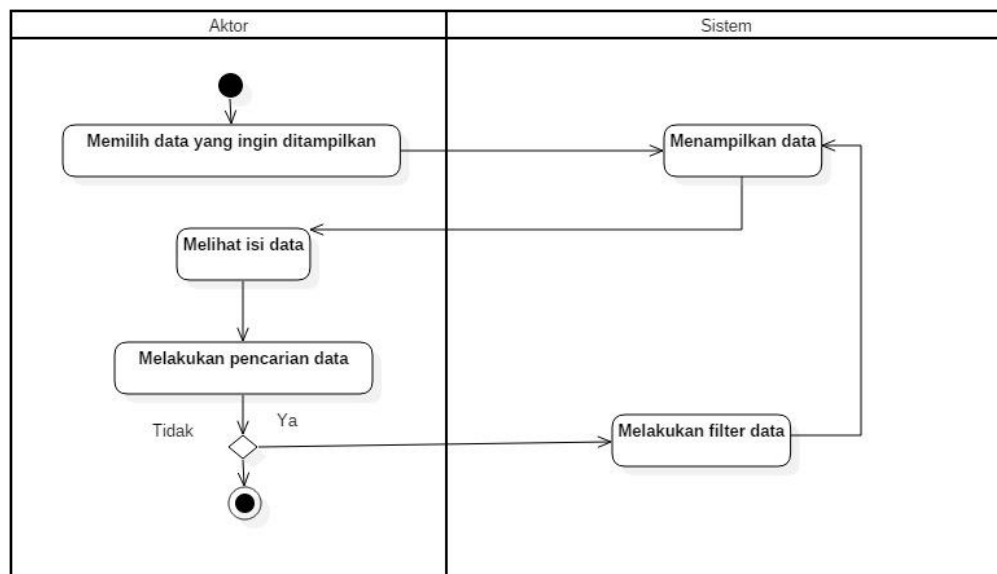 Aktor
Sistem
Memilih data yang ingin ditampilkan
Menampilkan data
Melihat isi data
Melakukan pencarian data
Ya
Tidak
Melakukan filter data